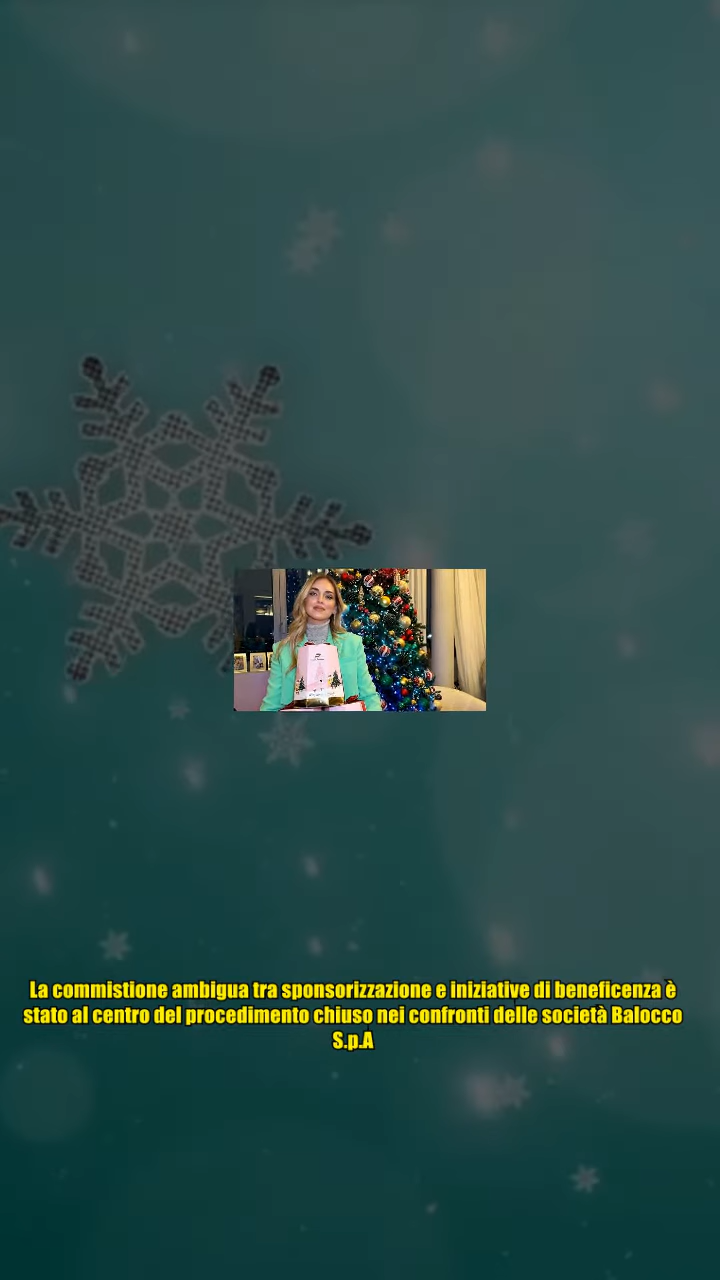 La commistione ambigua tra sponsorizzazione e iniziative di beneficenza è
stato al centro del procedimento chiuso nei confronti delle società Balocco
S.p.A